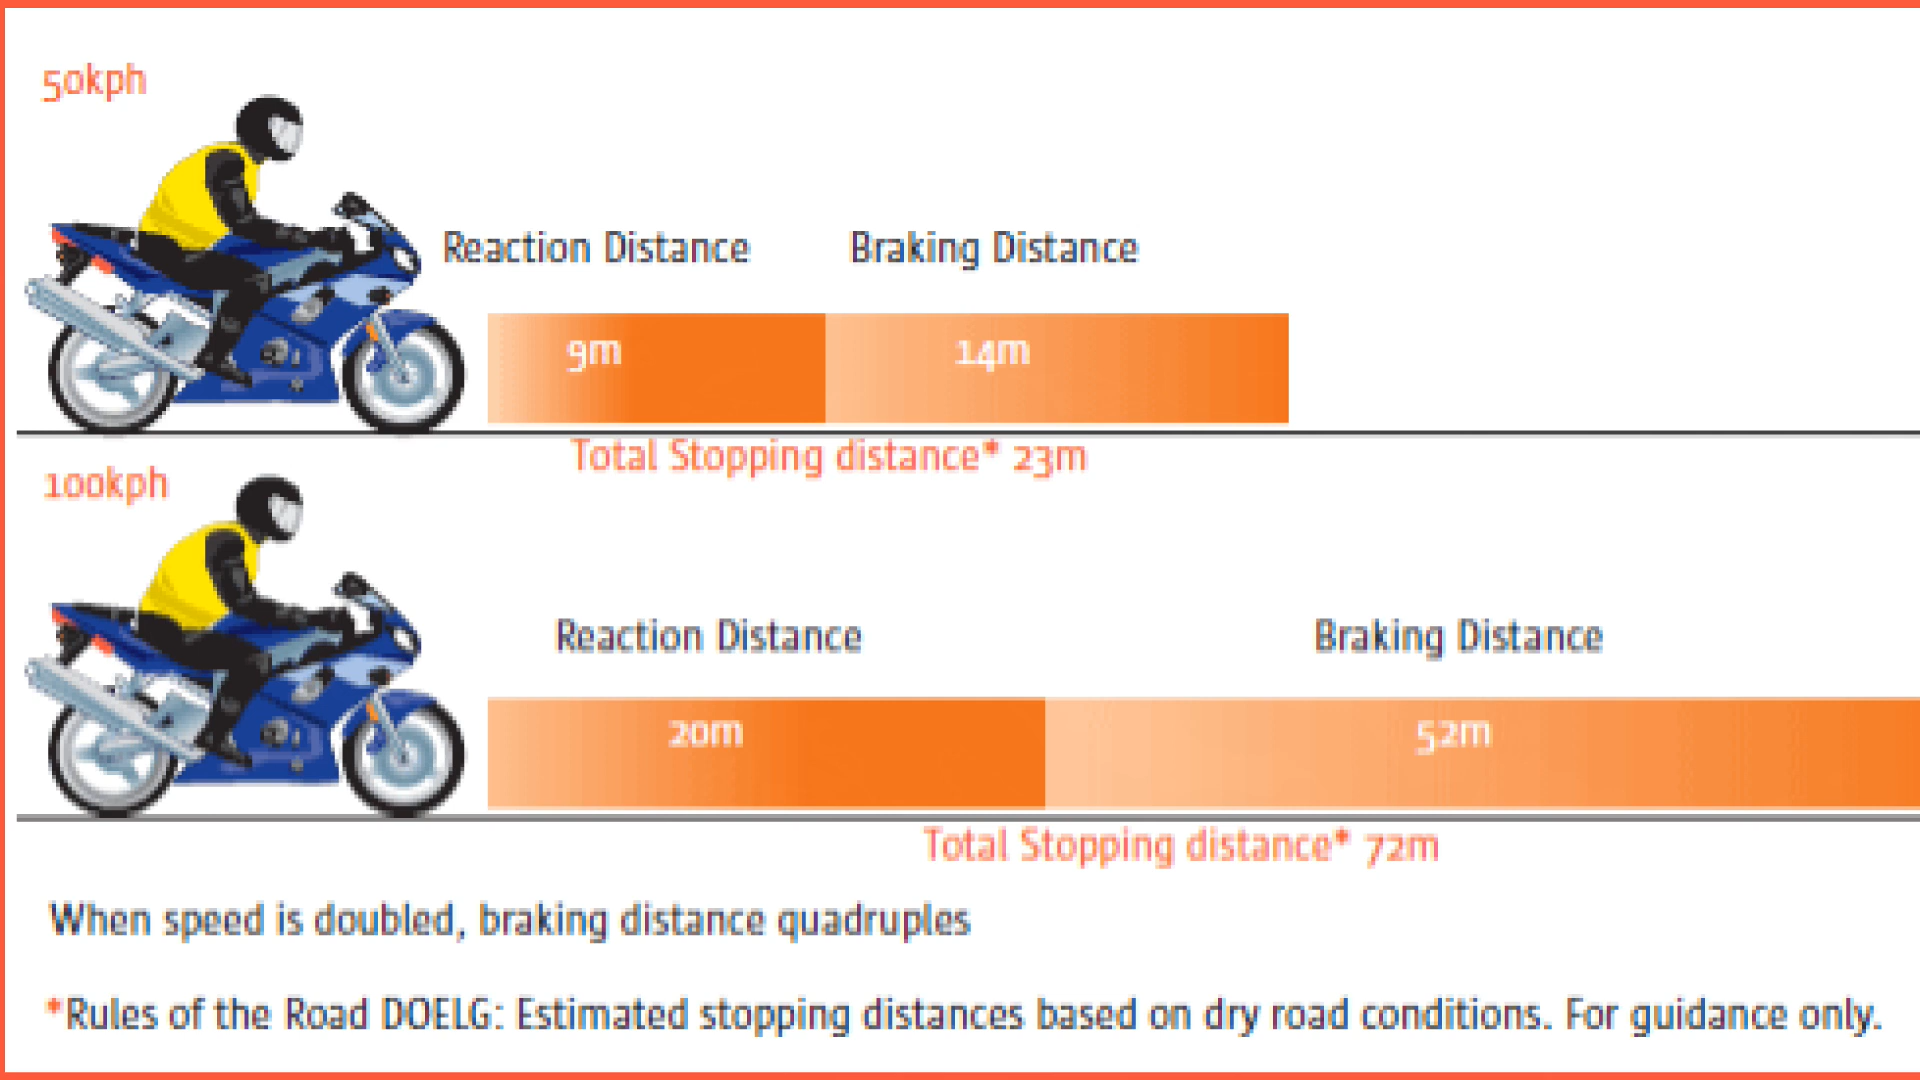 50kph
Reaction Distance Braking Distance
9m 14m
Total Stopping distance* 23m
100kph
Reaction Distance Braking Distance
20m 52m
Total Stopping distance* 72m
When speed is doubled, braking distance quadruples
*Rules of the Road DOELG: Estimated stopping distances based on dry road conditions. For guidance only.